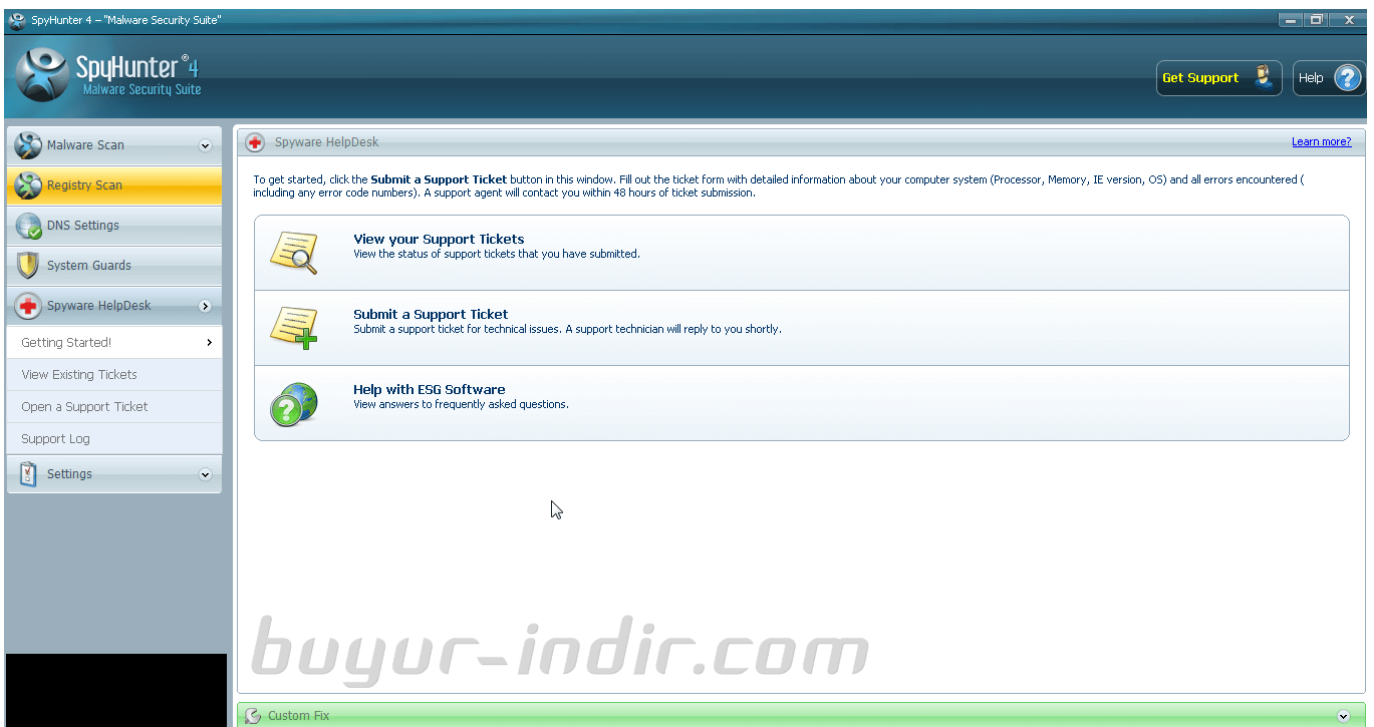 SpyHunter 4 – "Malware Security Suite"
SpyHunter®4
Malware Security Suite
Get Support
Help
Malware Scan
Registry Scan
DNS Settings
System Guards
Spyware HelpDesk
Getting Started!
View Existing Tickets
Open a Support Ticket
Support Log
Settings
Spyware HelpDesk
Learn more?
To get started, click the Submit a Support Ticket button in this window. Fill out the ticket form with detailed information about your computer system (Processor, Memory, IE version, OS) and all errors encountered (
including any error code numbers). A support agent will contact you within 48 hours of ticket submission.
View your Support Tickets
View the status of support tickets that you have submitted.
Submit a Support Ticket
Submit a support ticket for technical issues. A support technician will reply to you shortly.
Help with ESG Software
View answers to frequently asked questions.
buyur-indir.com
Custom Fix